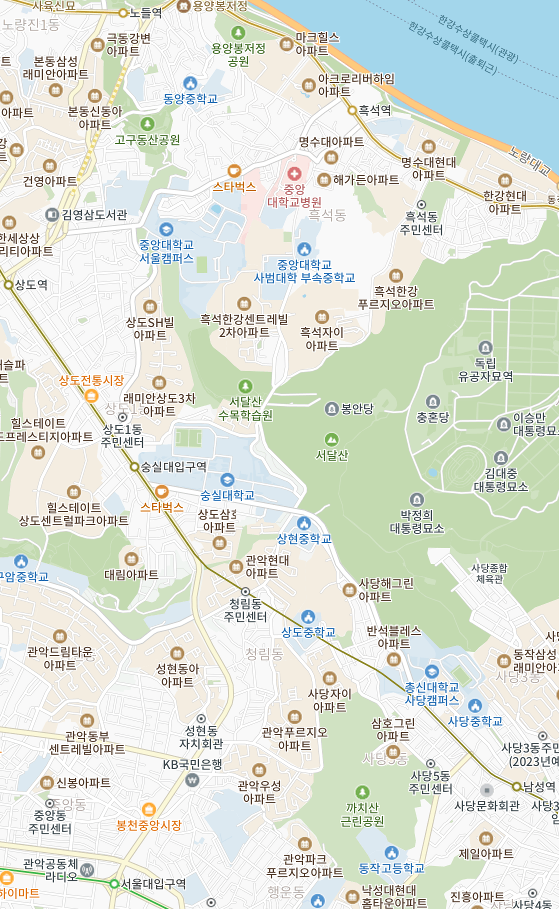 사육신묘
노들역
용양봉저정
노량진1동
극동강변
아파트
용양봉저정
공원
마크힐스
아파트
한강수상콜택시(관광)
한강수상콜택시(출퇴근)
본동삼성
래미안아파트
동양중학교
아크로리버하임
아파트
본동신동아
아파트
흑석역
고구동산공원
명수대아파트
노량대교
건영아파트
스타벅스
중앙
대학교병원
해가든아파트
명수대현대
아파트
한강현대
아파트
김영삼도서관
흑석동
흑석동
주민센터
중앙대학교
서울캠퍼스
중앙대학교
사범대학 부속중학교
상도역
흑석한강
푸르지오아파트
상도SH빌
아파트
흑석한강센트레빌
2차아파트
흑석자이
아파트
독립
유공자묘역
상도전통시장
래미안상도3차
아파트
서달산
수목학습원
봉안당
충혼당
이승만
대통령묘소
힐스테이트
상도1동
주민센터
서달산
숭실대입구역
김대중
대통령묘소
숭실대학교
힐스테이트
상도센트럴파크아파트
스타벅스
상도삼호
아파트
박정희
대통령묘소
상현중학교
대림아파트
관악현대
아파트
사당종합
체육관
청림동
주민센터
사당해그린
아파트
상도중학교
반석블레스
아파트
관악드림타운
아파트
성현동아
아파트
청림동
동작삼성
래미안아파트
총신대학교
사당캠퍼스
사당3동
사당자이
아파트
사당중학교
관악동부
센트레빌아파트
성현동
자치회관
관악푸르지오
아파트
삼호그린
아파트
KB국민은행
사당5동
주민센터
신봉아파트
관악우성
아파트
남성역
중앙동
주민센터
봉천중앙시장
까치산
근린공원
사당문화회관
관악공동체
라디오
서울대입구역
관악파크
푸르지오아파트
동작고등학교
제일아파트
하이마트
행운동
낙성대현대
홈타운아파트
진흥아파트
사당4동